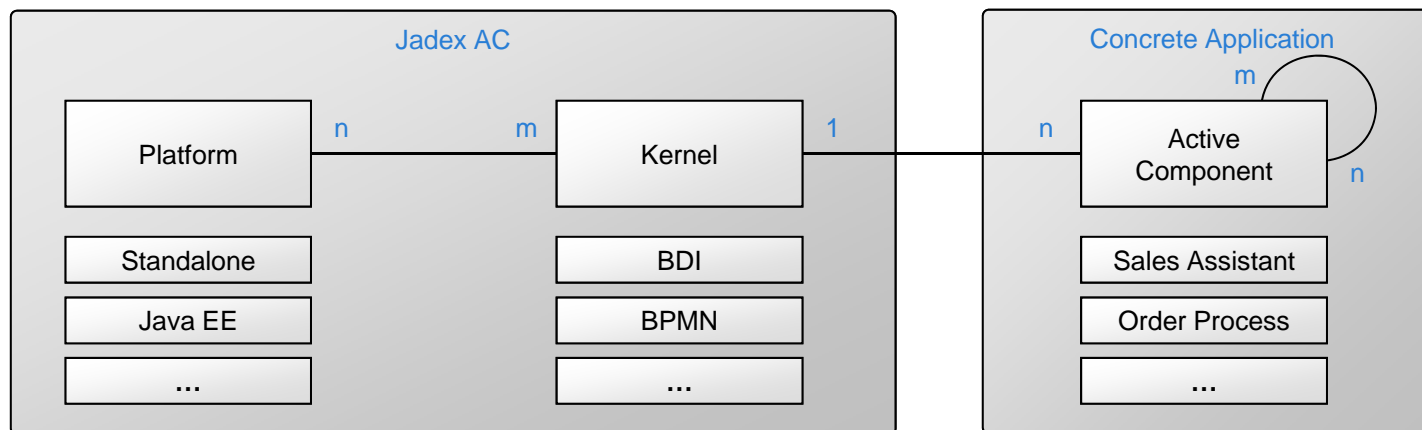 Jadex AC
Concrete Application
m
Platform
n
m
Kernel
1
n
Active
Component
n
Standalone
BDI
Sales Assistant
Java EE
BPMN
Order Process
...
...
...